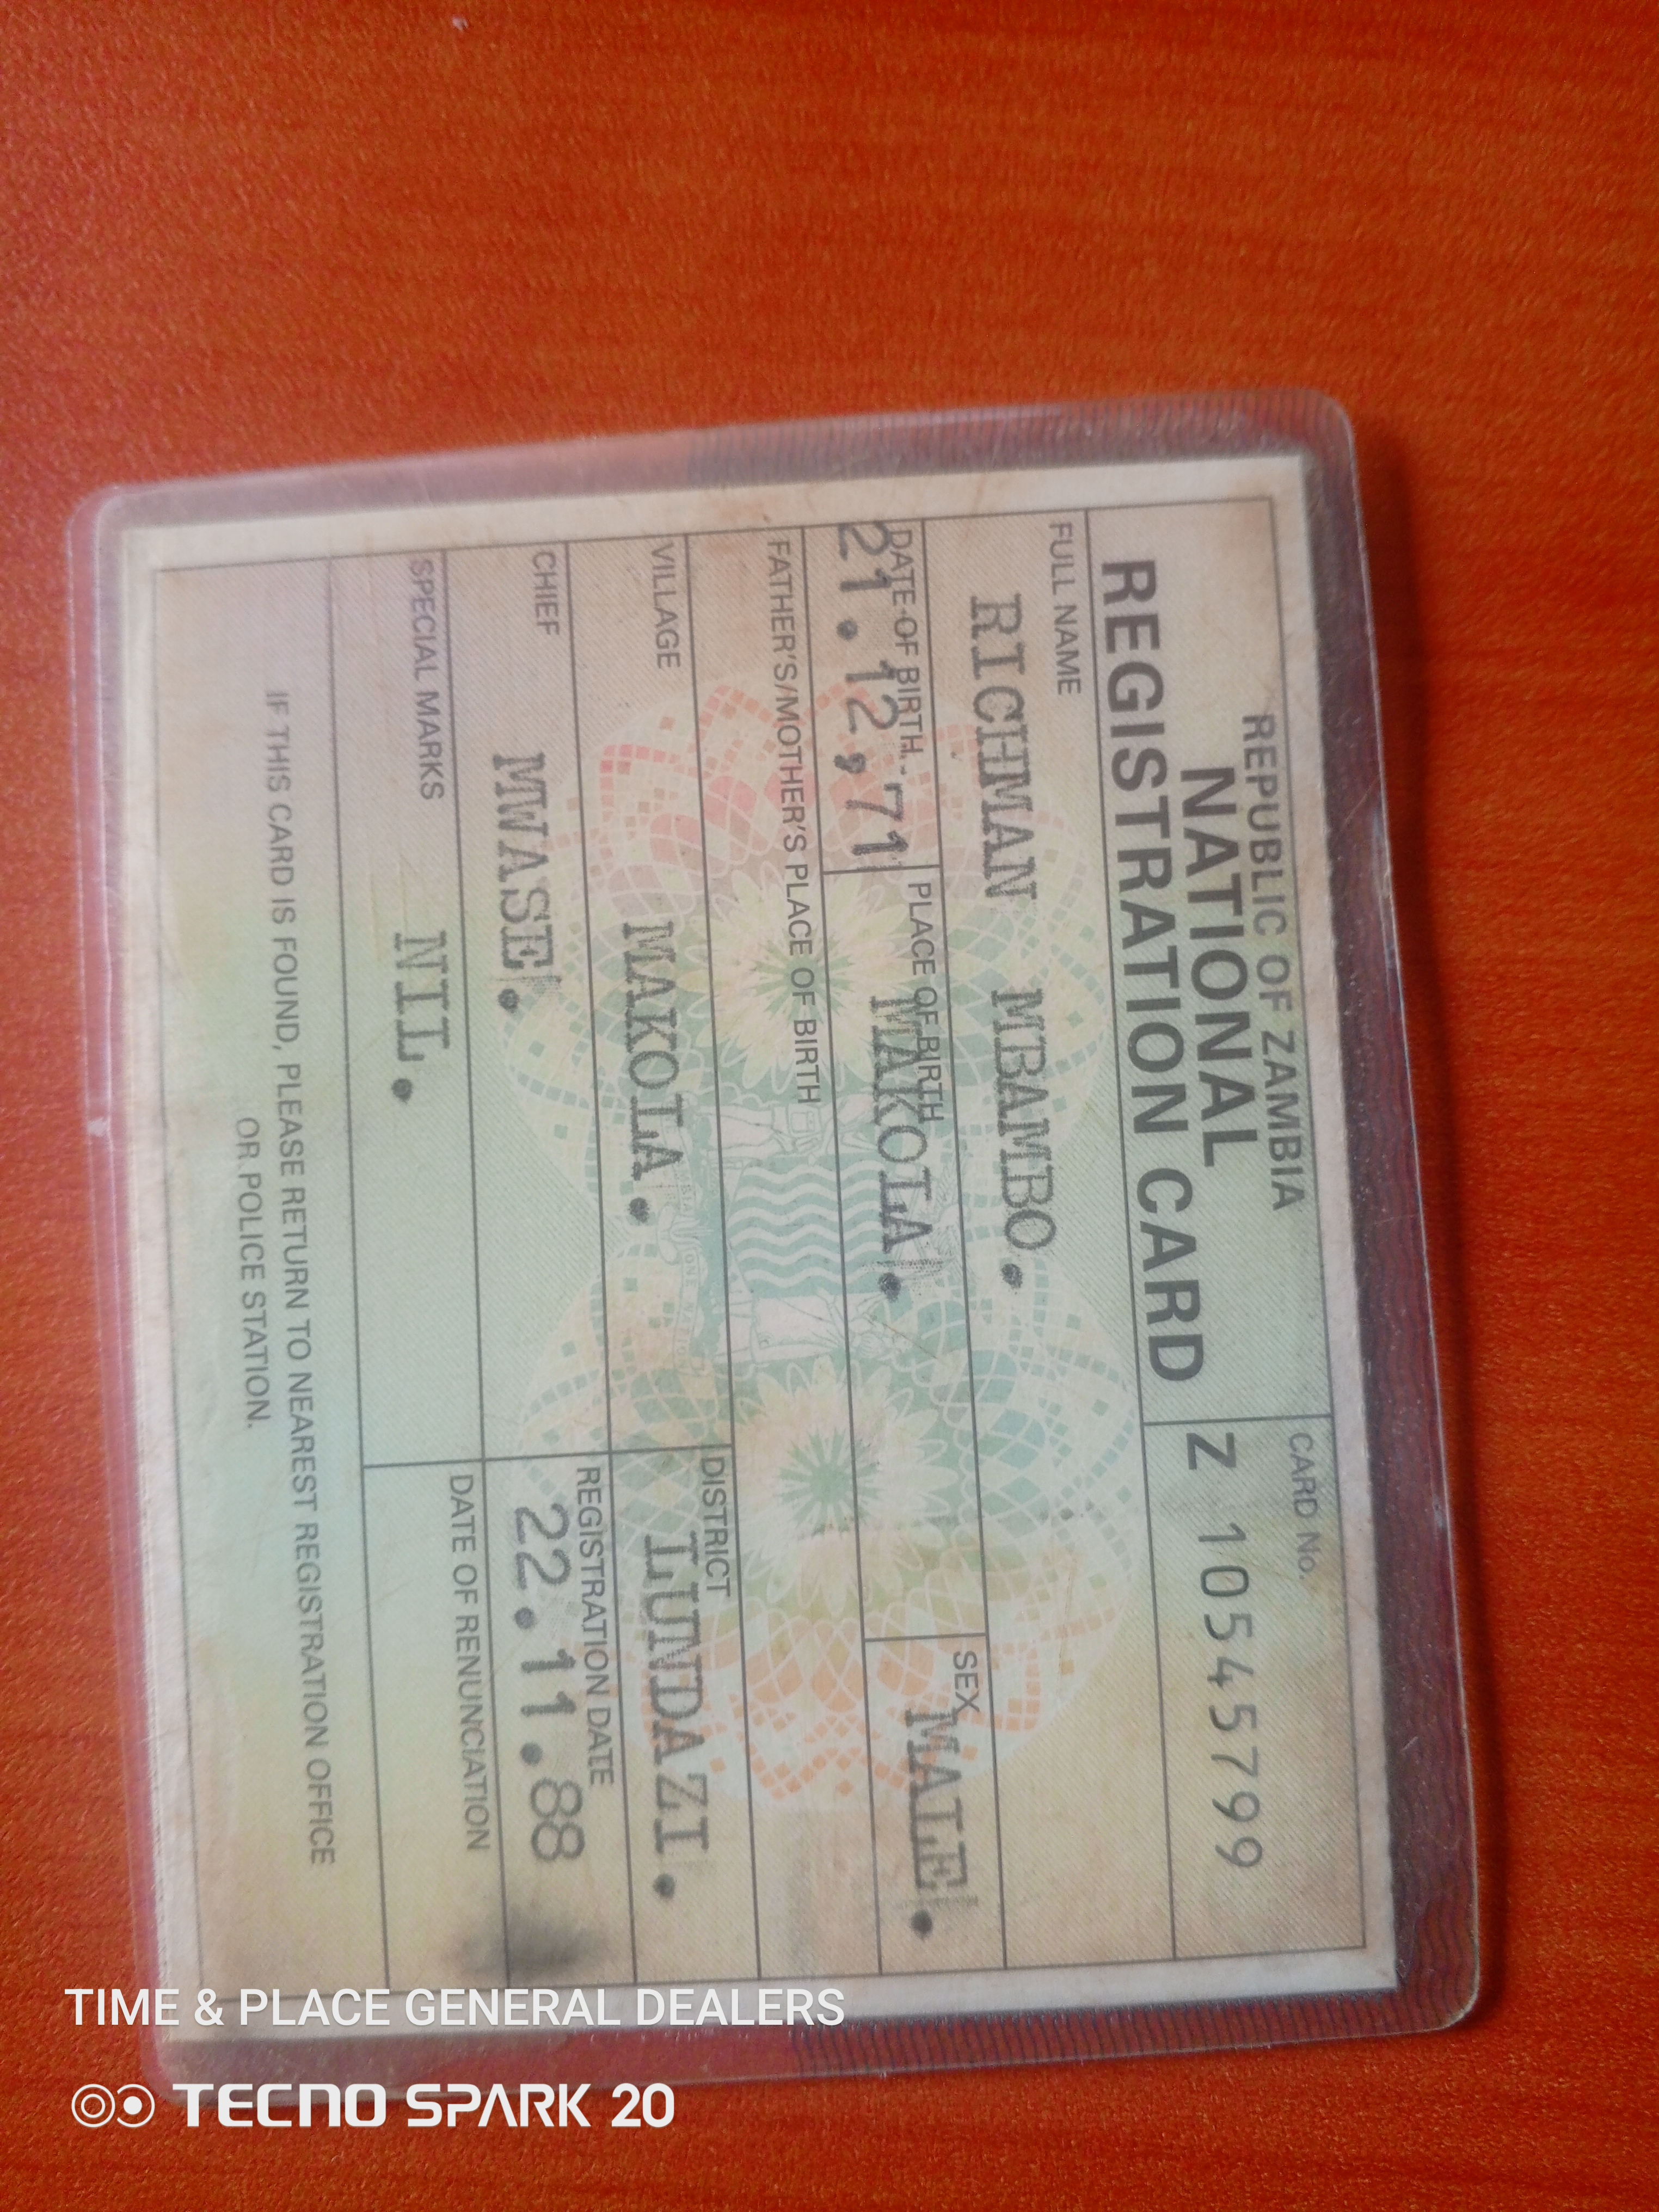 REPUBLIC OF ZAMBIA
NATIONAL
REGISTRATION CARD
CARD No.
Z 10545799
FULL NAME
RICHMAN MBAMBO.
DATE OF BIRTH
21.12,71
PLACE OF BIRTH
MAKOLA.
SEX
MALE.
FATHER'S/MOTHER'S PLACE OF BIRTH
VILLAGE
MAKOLA.
DISTRICT
LUNDAZI.
CHIEF
MWASE.
REGISTRATION DATE
22.11.88
SPECIAL MARKS
NIL.
DATE OF RENUNCIATION
IF THIS CARD IS FOUND, PLEASE RETURN TO NEAREST REGISTRATION OFFICE
OR POLICE STATION.
TIME & PLACE GENERAL DEALERS
TECNO SPARK 20